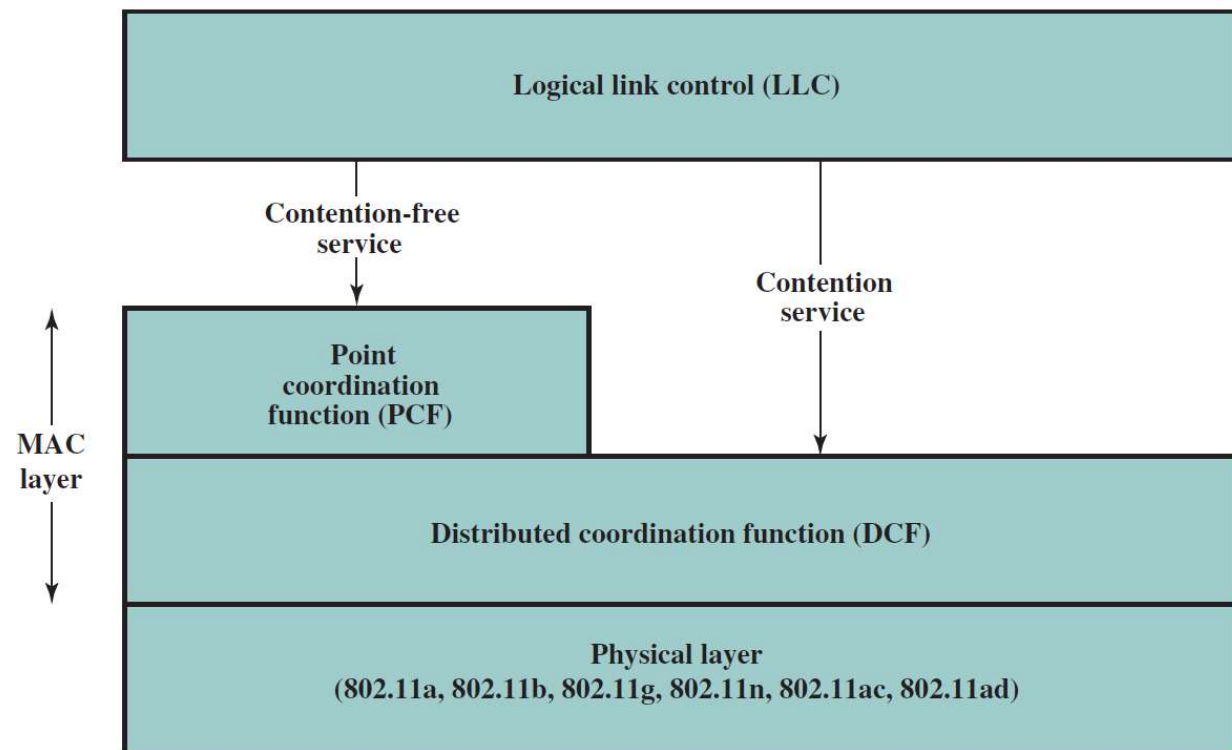 Logical link control (LLC)
Contention-free
service
Contention
service
Point
coordination
function (PCF)
MAC
layer
Distributed coordination function (DCF)
Physical layer
(802.11a, 802.11b, 802.11g, 802.11n, 802.11ac, 802.11ad)